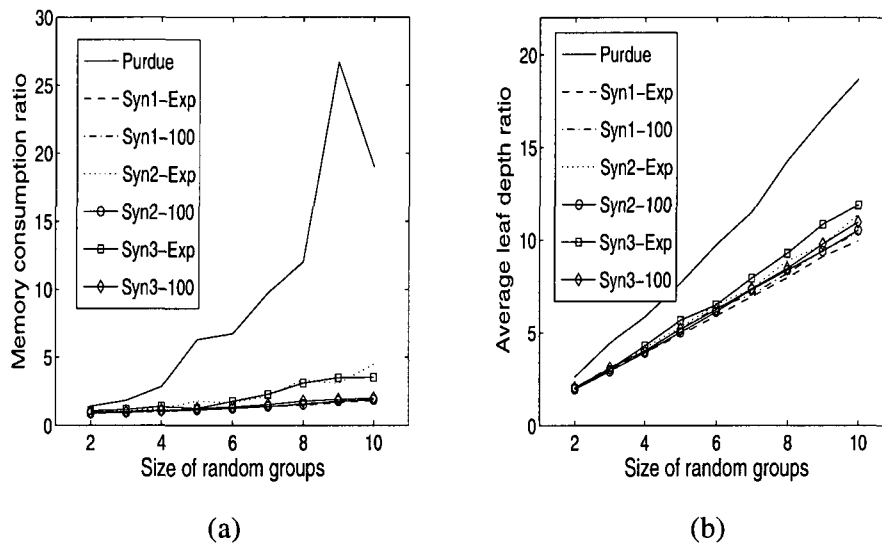 Memory consumption ratio
30
25
20
15
10
5
0
Purdue
Syn1-Exp
Syn1-100
Syn2-Exp
Syn2-100
Syn3-Exp
Syn3-100
2 4 6 8 10
Size of random groups
(a)
Average leaf depth ratio
20
15
10
5
0
Purdue
Syn1-Exp
Syn1-100
Syn2-Exp
Syn2-100
Syn3-Exp
Syn3-100
2 4 6 8 10
Size of random groups
(b)